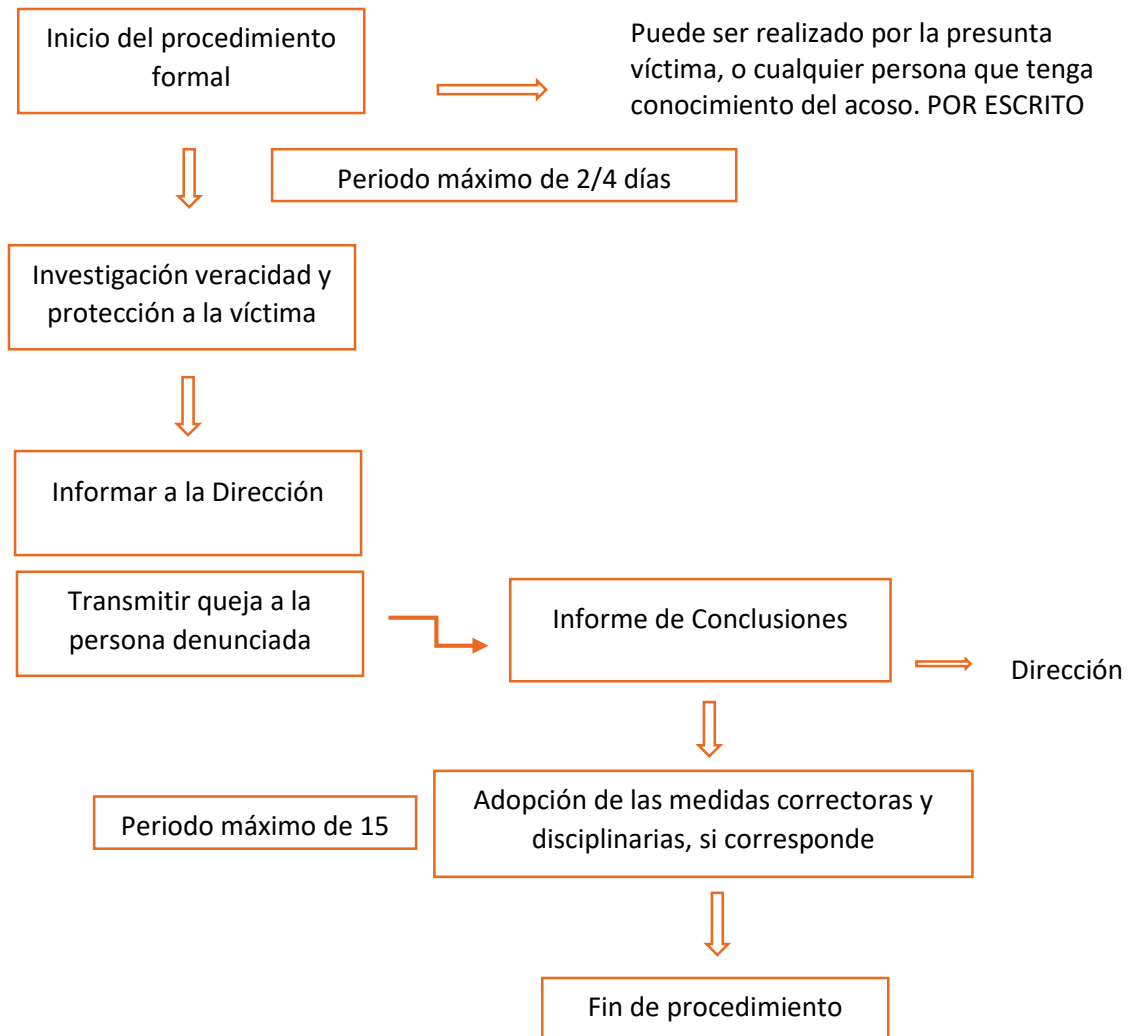 Inicio del procedimiento
formal
Puede ser realizado por la presunta
víctima, o cualquier persona que tenga
conocimiento del acoso. POR ESCRITO
Periodo máximo de 2/4 días
Investigación veracidad y
protección a la víctima
Informar a la Dirección
Transmitir queja a la
persona denunciada
Informe de Conclusiones
Dirección
Periodo máximo de 15
Adopción de las medidas correctoras y
disciplinarias, si corresponde
Fin de procedimiento